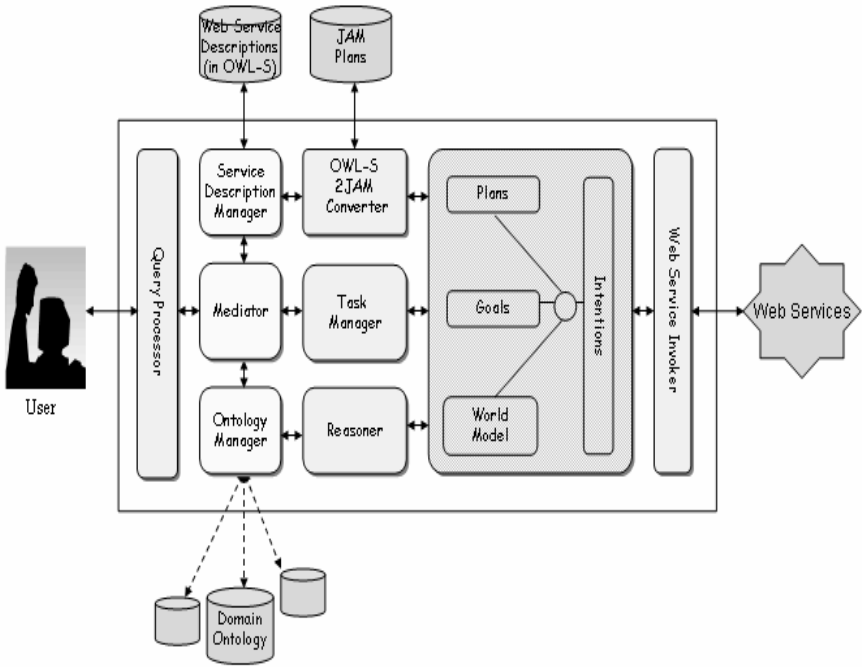 Web Service
Descriptions
(in OWL-S)
JAM
Plans
Query Processor
Service
Description
Manager
OWL-S
2JAM
Converter
Plans
Intentions
Web Service Invoker
Mediator
Task
Manager
Goals
Web Services
User
Ontology
Manager
Reasoner
World
Model
Domain
Ontology